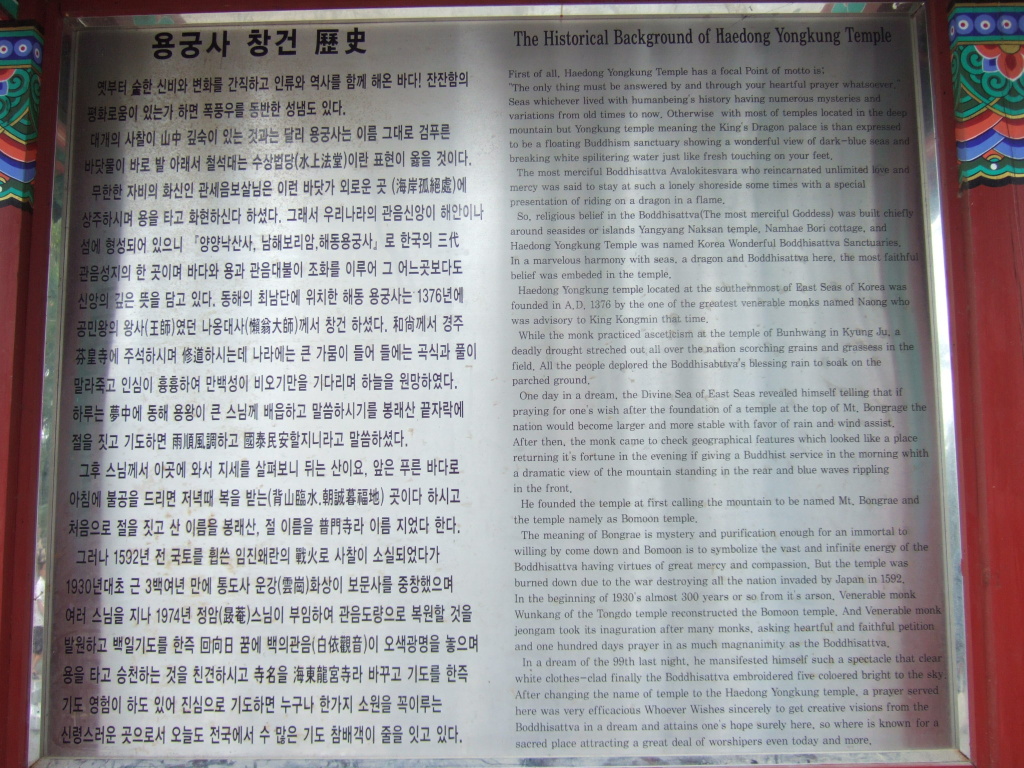 용궁사 창건 歷史
옛부터 숱한 신비와 변화를 간직하고 인류와 역사를 함께 해온 바다! 잔잔함의
평화로움이 있는가 하면 폭풍우를 동반한 성냄도 있다.
대개의 사찰이 山中 깊숙이 있는 것과는 달리 용궁사는 이름 그대로 검푸른
바닷물이 바로 발 아래서 철석대는 수상법당(水上法堂)이란 표현이 옳을 것이다.
무한한 자비의 화신인 관세음보살님은 이런 바닷가 외로운 곳 (海岸孤絕處)에
상주하시며 용을 타고 화현하신다 하셨다. 그래서 우리나라의 관음신앙이 해안이나
섬에 형성되어 있으니 「양양낙산사, 남해보리암,해동용궁사」로 한국의 三代
관음성지의 한 곳이며 바다와 용과 관음대불이 조화를 이루어 그 어느곳보다도
신앙의 깊은 뜻을 담고 있다. 동해의 최남단에 위치한 해동 용궁사는 1376년에
공민왕의 왕사(王師)였던 나옹대사(懶翁大師)께서 창건 하셨다. 和尙께서 경주
芬皇寺에 주석하시며 修道하시는데 나라에는 큰 가뭄이 들어 들에는 곡식과 풀이
말라죽고 인심이 흉흉하여 만백성이 비오기만을 기다리며 하늘을 원망하였다.
하루는 夢中에 동해 용왕이 큰 스님께 배읍하고 말씀하시기를 봉래산 끝자락에
절을 짓고 기도하면 雨順風調하고 國泰民安할지니라고 말씀하셨다.
그후 스님께서 이곳에 와서 지세를 살펴보니 뒤는 산이요, 앞은 푸른 바다로
아침에 불공을 드리면 저녁때 복을 받는(背山臨水.朝誠暮福地) 곳이다 하시고
처음으로 절을 짓고 산 이름을 봉래산, 절 이름을 普門寺라 이름 지었다 한다.
그러나 1592년 전 국토를 휩쓴 임진왜란의 戰火로 사찰이 소실되었다가
1930년대초 근 3백여년 만에 통도사 운강(雲崗)화상이 보문사를 중창했으며
여러 스님을 지나 1974년 정암(晸菴)스님이 부임하여 관음도량으로 복원할 것을
발원하고 백일기도를 한즉 回向日 꿈에 백의관음(白依觀音)이 오색광명을 놓으며
용을 타고 승천하는 것을 친견하시고 寺名을 海東龍宮寺라 바꾸고 기도를 한즉
기도 영험이 하도 있어 진심으로 기도하면 누구나 한가지 소원을 꼭이루는
신령스러운 곳으로서 오늘도 전국에서 수 많은 기도 참배객이 줄을 잇고 있다.
The Historical Background of Haedong Yongkung Temple
First of all, Haedong Yongkung Temple has a focal Point of motto is;
"The only thing must be answered by and through your heartful prayer whatsoever."
Seas whichever lived with humanbeing's history having numerous mysteries and
variations from old times to now. Otherwise with most of temples located in the deep
mountain but Yongkung temple meaning the King's Dragon palace is than expressed
to be a floating Buddhism sanctuary showing a wonderful view of dark-blue seas and
breaking white spilitering water just like fresh touching on your feet.
The most merciful Boddhisattva Avalokitesvara who reincarnated unlimited love and
mercy was said to stay at such a lonely shoreside some times with a special
presentation of riding on a dragon in a flame.
So, religious belief in the Boddhisattva(The most merciful Goddess) was built chiefly
around seasides or islands Yangyang Naksan temple, Namhae Bori cottage, and
Haedong Yongkung Temple was named Korea Wonderful Boddhisattva Sanctuaries.
In a marvelous harmony with seas, a dragon and Boddhisattva here, the most faithful
belief was embeded in the temple.
Haedong Yongkung temple located at the southernmost of East Seas of Korea was
founded in A.D. 1376 by the one of the greatest venerable monks named Naong who
was advisory to King Kongmin that time.
While the monk practiced asceticism at the temple of Bunhwang in Kyung Ju, a
deadly drought streched out all over the nation scorching grains and grassess in the
field. All the people deplored the Boddhisabttva's blessing rain to soak on the
parched ground.
One day in a dream, the Divine Sea of East Seas revealed himself telling that if
praying for one's wish after the foundation of a temple at the top of Mt. Bongrage the
nation would become larger and more stable with favor of rain and wind assist.
After then, the monk came to check geographical features which looked like a place
returning it's fortune in the evening if giving a Buddhist service in the morning whith
a dramatic view of the mountain standing in the rear and blue waves rippling
in the front.
He founded the temple at first calling the mountain to be named Mt. Bongrae and
the temple namely as Bomoon temple.
The meaning of Bongrae is mystery and purification enough for an immortal to
willing by come down and Bomoon is to symbolize the vast and infinite energy of the
Boddhisattva having virtues of great mercy and compassion. But the temple was
burned down due to the war destroying all the nation invaded by Japan in 1592.
In the beginning of 1930's almost 300 years or so from it's arson, Venerable monk
Wunkang of the Tongdo temple reconstructed the Bomoon temple. And Venerable monk
jeongam took its inaguration after many monks, asking heartful and faithful petition
and one hundred days prayer in as much magnanimity as the Boddhisattva.
In a dream of the 99th last night, he mansifested himself such a spectacle that clear
white clothes-clad finally the Boddhisattva embroidered five coloered bright to the sky.
After changing the name of temple to the Haedong Yongkung temple, a prayer served
here was very efficacious Whoever Wishes sincerely to get creative visions from the
Boddhisattva in a dream and attains one's hope surely here, so where is known for a
sacred place attracting a great deal of worshipers even today and more.